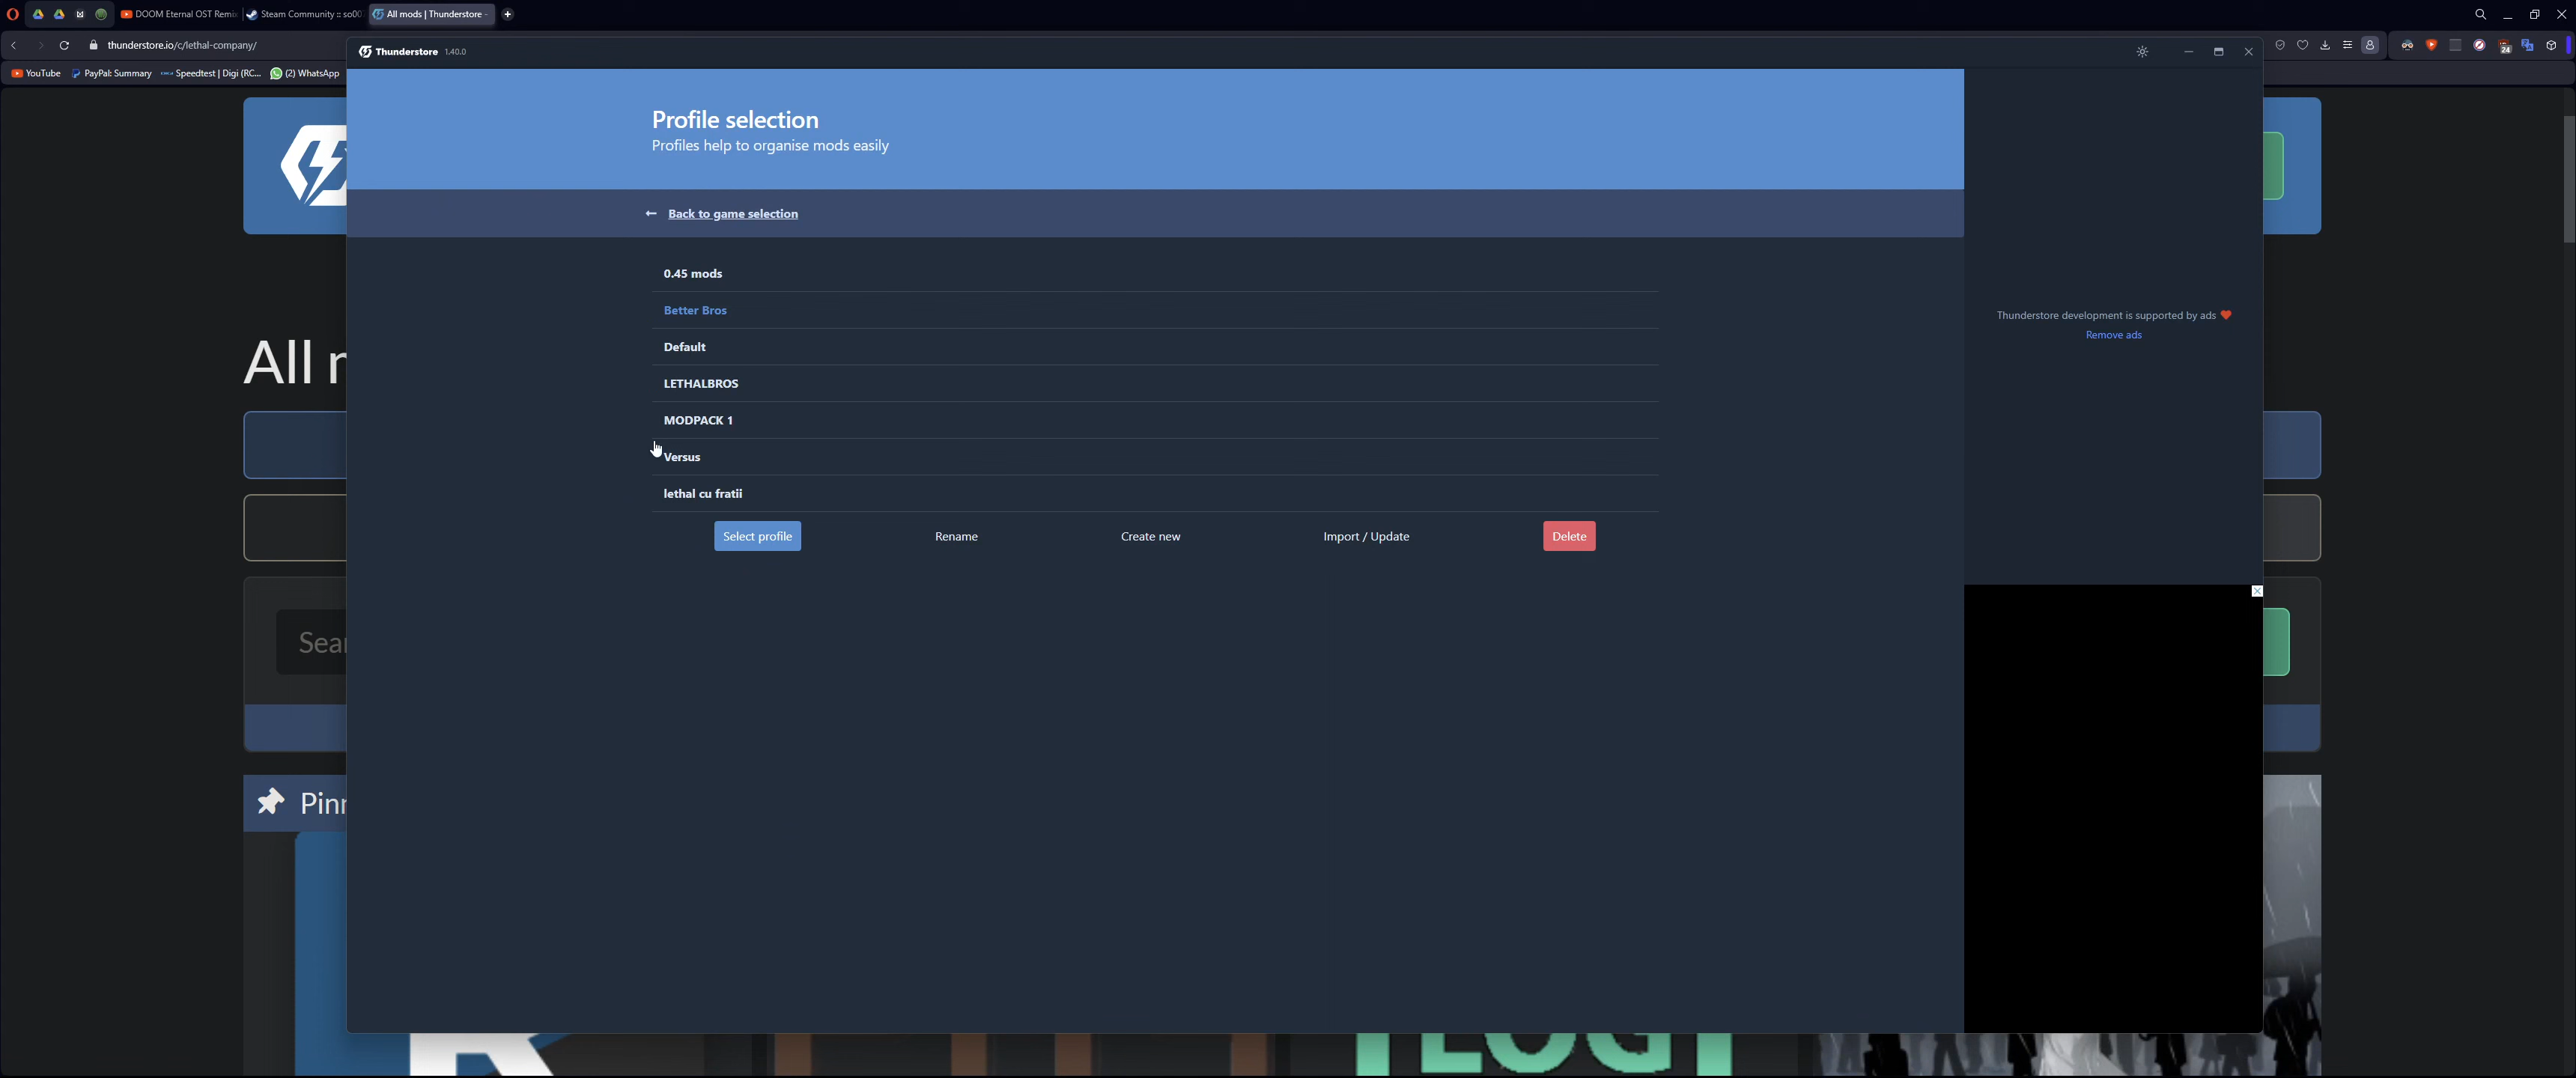 DOOM Eternal OST Remix
Steam Community :: so00
All mods | Thunderstore -
thunderstore.io/c/lethal-company/
YouTube
PayPal: Summary
Speedtest | Digi (RC...
(2) WhatsApp
24
Thunderstore 1.40.0
Profile selection
Profiles help to organise mods easily
← Back to game selection
0.45 mods
Better Bros
Default
LETHALBROS
MODPACK 1
Versus
lethal cu fratii
Select profile
Rename
Create new
Import / Update
Delete
Thunderstore development is supported by ads
Remove ads
All
Sear
Pinn